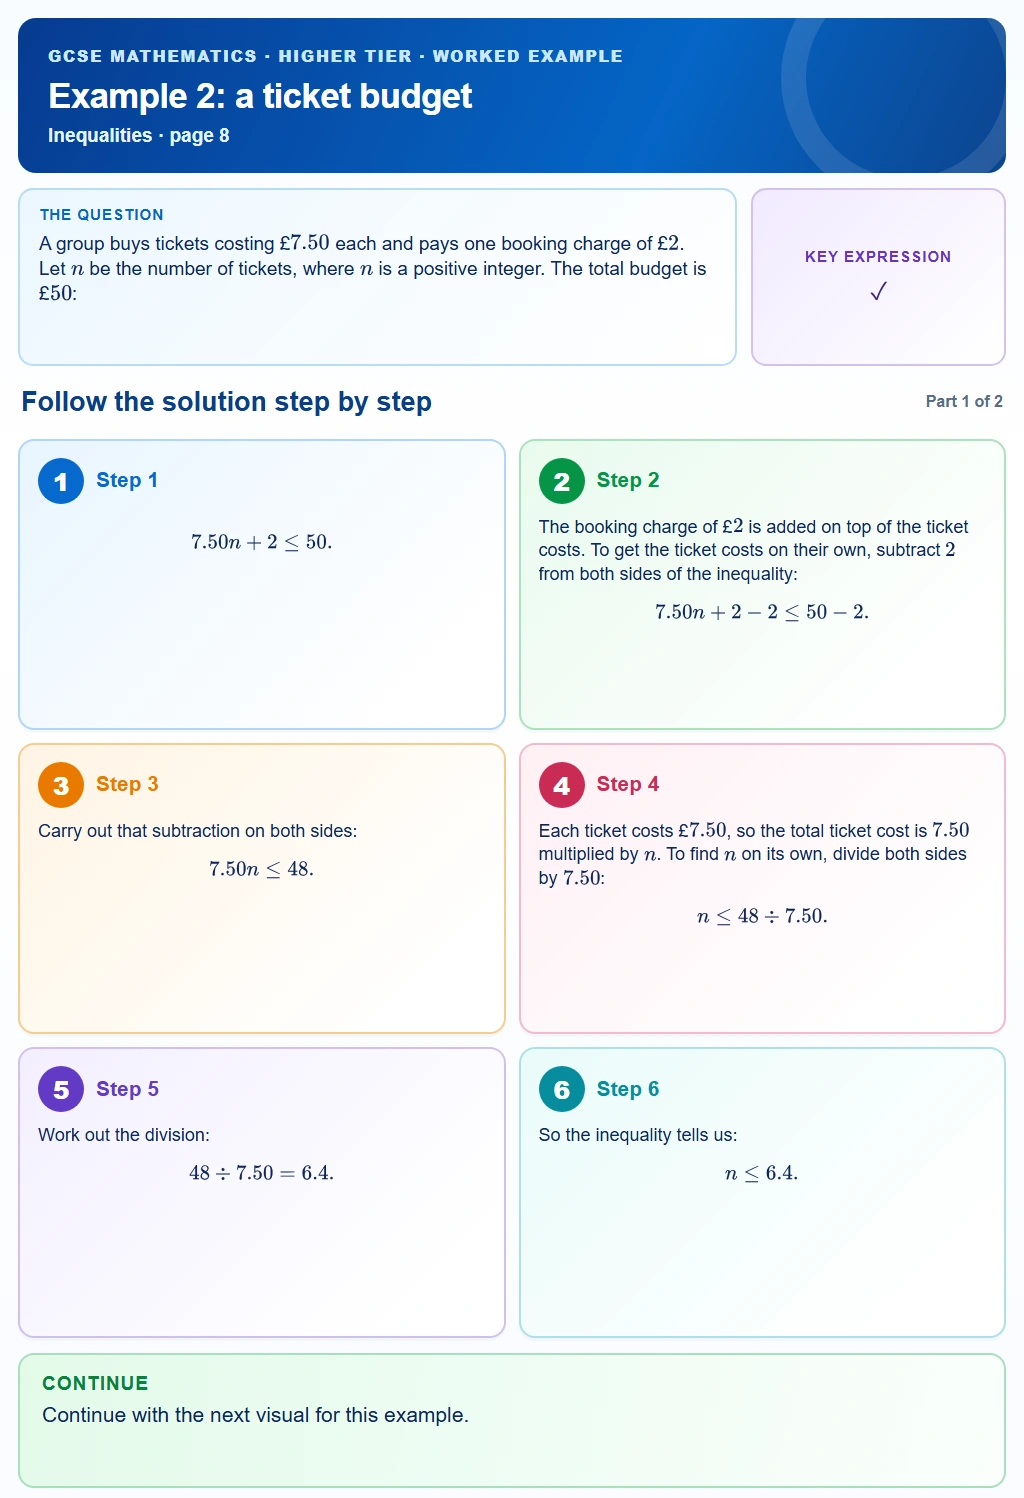 GCSE MATHEMATICS · HIGHER TIER · WORKED EXAMPLE
Example 2: a ticket budget
Inequalities · page 8
THE QUESTION
A group buys tickets costing £7.50 each and pays one booking charge of £2.
Let n be the number of tickets, where n is a positive integer. The total budget is
£50:
KEY EXPRESSION
✓
Follow the solution step by step
Part 1 of 2
1 Step 1
7.50n + 2 ≤ 50.
2 Step 2
The booking charge of £2 is added on top of the ticket
costs. To get the ticket costs on their own, subtract 2
from both sides of the inequality:
7.50n + 2 − 2 ≤ 50 − 2.
3 Step 3
Carry out that subtraction on both sides:
7.50n ≤ 48.
4 Step 4
Each ticket costs £7.50, so the total ticket cost is 7.50
multiplied by n. To find n on its own, divide both sides
by 7.50:
n ≤ 48 ÷ 7.50.
5 Step 5
Work out the division:
48 ÷ 7.50 = 6.4.
6 Step 6
So the inequality tells us:
n ≤ 6.4.
CONTINUE
Continue with the next visual for this example.